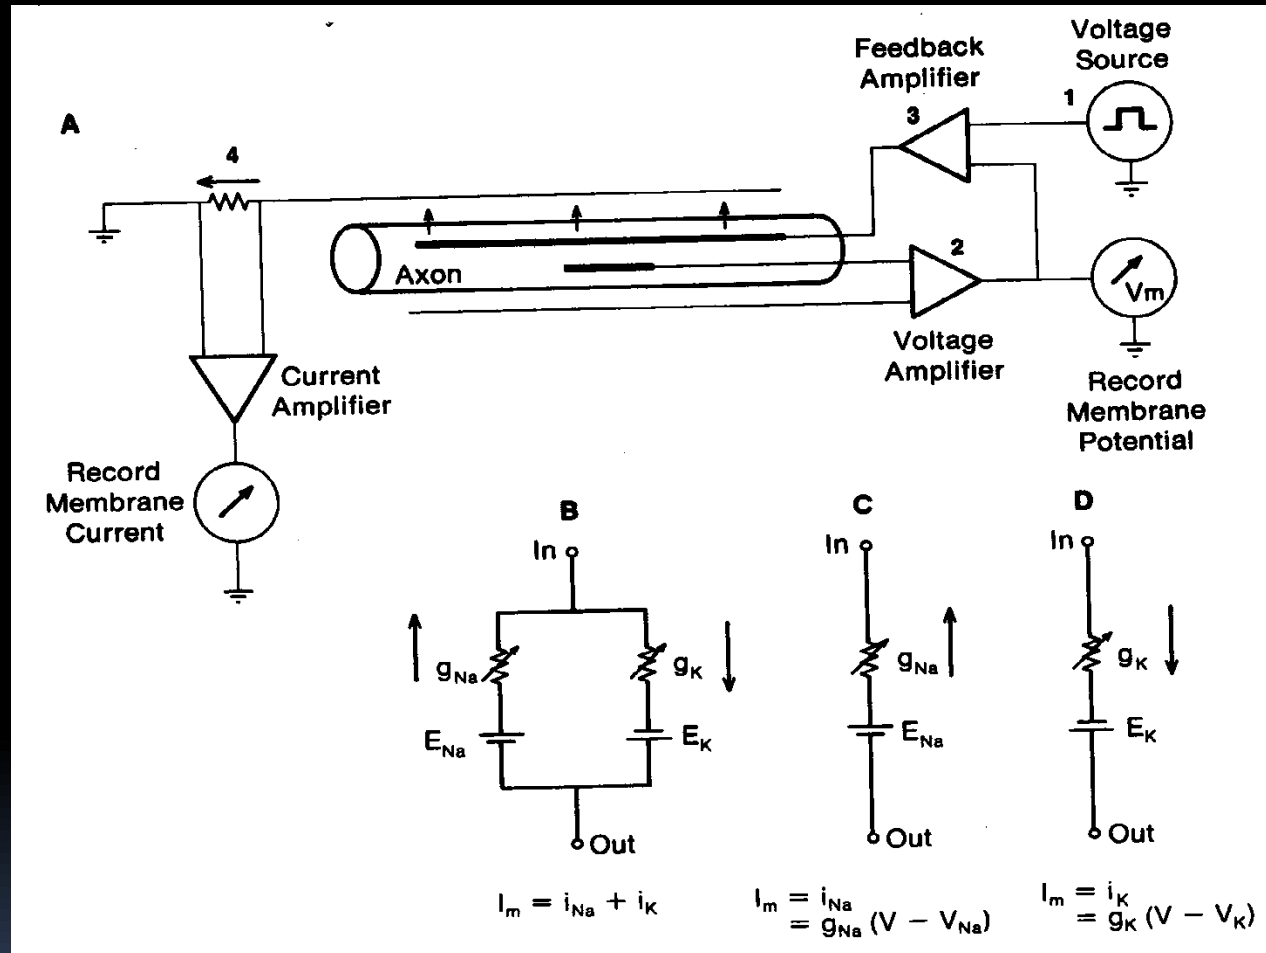 Voltage
Source
Feedback
Amplifier
1
3
A
4
2
Axon
Vm
Voltage
Amplifier
Record
Membrane
Potential
Current
Amplifier
Record
Membrane
Current
B
C
D
In
In
In
gNa
gK
gNa
gK
ENa
EK
ENa
EK
Out
Out
Out
Im = iNa + iK
Im = iNa
= gNa (V − VNa)
Im = iK
= gK (V − VK)